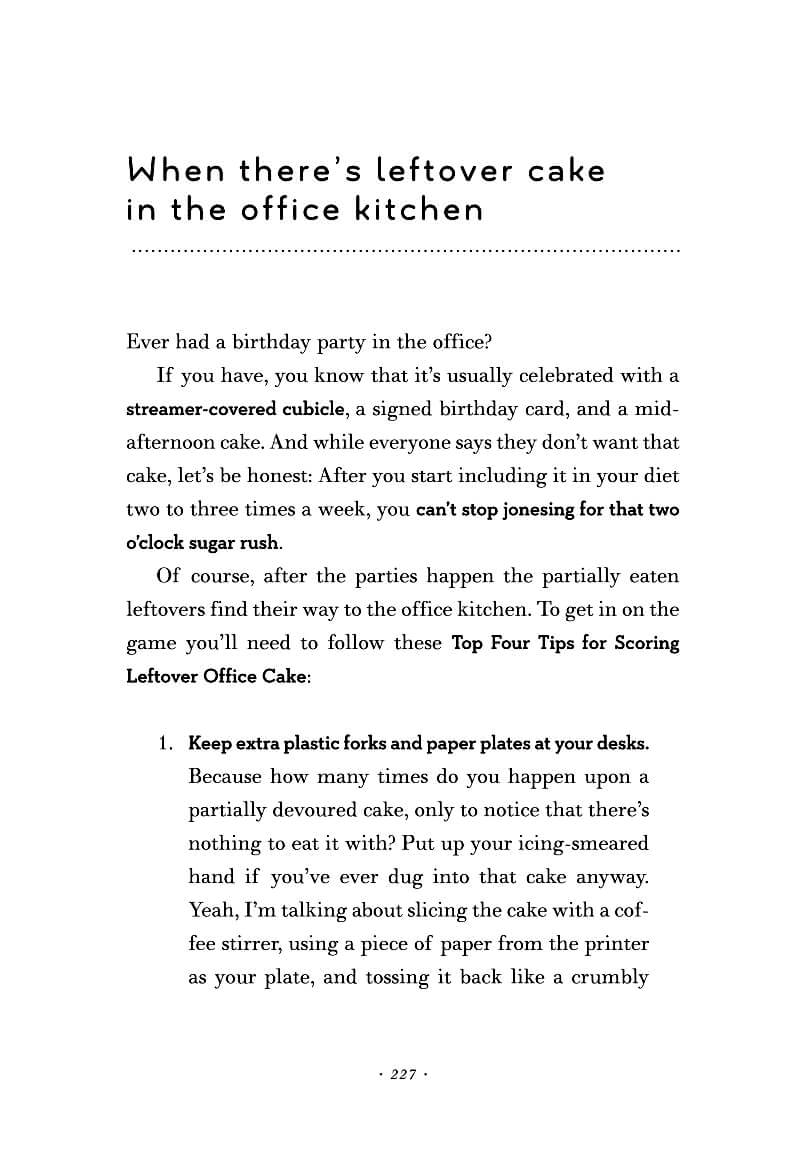 When there's leftover cake
in the office kitchen
Ever had a birthday party in the office?
If you have, you know that it's usually celebrated with a
streamer-covered cubicle, a signed birthday card, and a mid-
afternoon cake. And while everyone says they don't want that
cake, let's be honest: After you start including it in your diet
two to three times a week, you can't stop jonesing for that two
o'clock sugar rush.
Of course, after the parties happen the partially eaten
leftovers find their way to the office kitchen. To get in on the
game you'll need to follow these Top Four Tips for Scoring
Leftover Office Cake:
1. Keep extra plastic forks and paper plates at your desks.
Because how many times do you happen upon a
partially devoured cake, only to notice that there's
nothing to eat it with? Put up your icing-smeared
hand if you've ever dug into that cake anyway.
Yeah, I'm talking about slicing the cake with a cof-
fee stirrer, using a piece of paper from the printer
as your plate, and tossing it back like a crumbly
· 227 ·